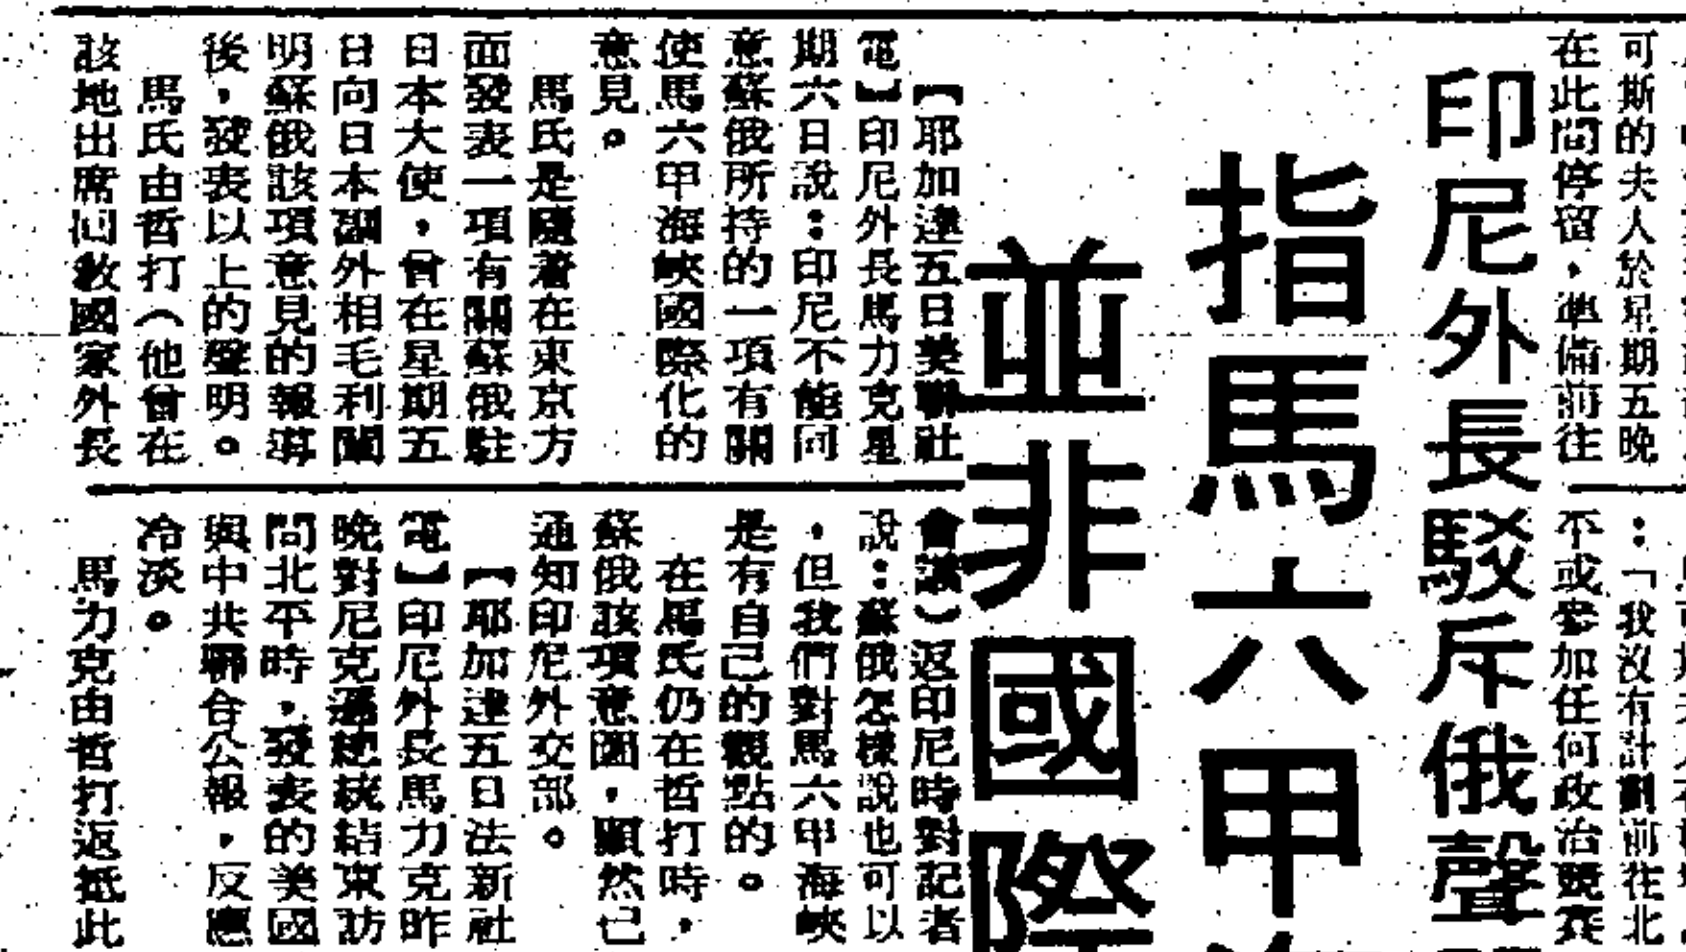 可斯的夫人於星期五晚
在此間停留，準備前往
：「我沒有計劃前往北
不或參加任何政治競賽
印尼外長駁斥俄聲
指馬六甲
並非國際
【耶加達五日美聯社
電】印尼外長馬力克星
期六日說：印尼不能同
意蘇俄所持的一項有關
使馬六甲海峽國際化的
意見。
馬氏是隨着在東京方
面發表一項有關蘇俄駐
日本大使，曾在星期五
日向日本副外相毛利闡
明蘇俄該項意見的報導
後，發表以上的聲明。
馬氏由哲打（他曾在
該地出席回教國家外長
會議）返印尼時對記者
說：蘇俄怎樣說也可以
，但我們對馬六甲海峽
是有自己的觀點的。
在馬氏仍在哲打時，
蘇俄該項意圖，顯然已
通知印尼外交部。
【耶加達五日法新社
電】印尼外長馬力克昨
晚對尼克遜總統結束訪
問北平時，發表的美國
與中共聯合公報，反應
冷淡。
馬力克由哲打返抵此